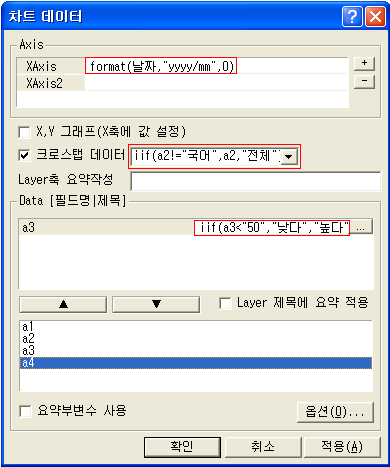 차트 데이터
Axis
XAxis format(날짜,"yyyy/mm",0)
XAxis2
+
-
X,Y 그래프(X축에 값 설정)
크로스탭 데이터 iif(a2!="국어",a2,"전체"
Layer축 요약작성
Data [필드명|제목]
a3 iif(a3<"50","낮다","높다" ...
▲ ▼ Layer 제목에 요약 적용
a1
a2
a3
a4
요약부변수 사용 옵션(O)...
확인 취소 적용(A)